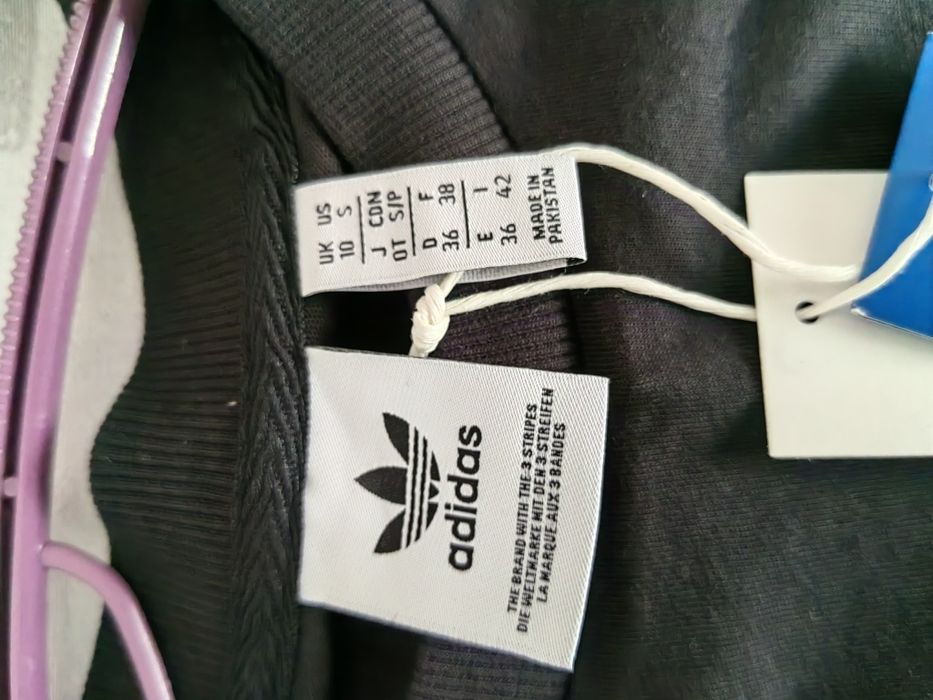 UK US
10 S
J CDN
OT S/P
D F
36 38
E I
36 42
MADE IN
PAKISTAN
adidas
THE BRAND WITH THE 3 STRIPES
DIE WELTMARKE MIT DEN 3 STREIFEN
LA MARQUE AUX 3 BANDES